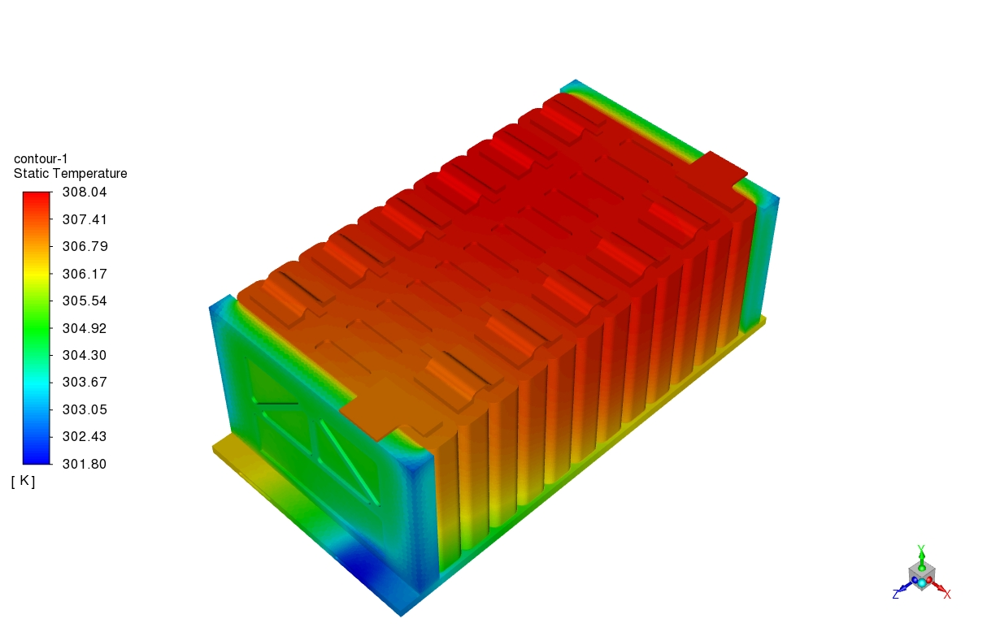 contour-1
Static Temperature
308.04
307.41
306.79
306.17
305.54
304.92
304.30
303.67
303.05
302.43
301.80
[ K ]
Y
Z
X